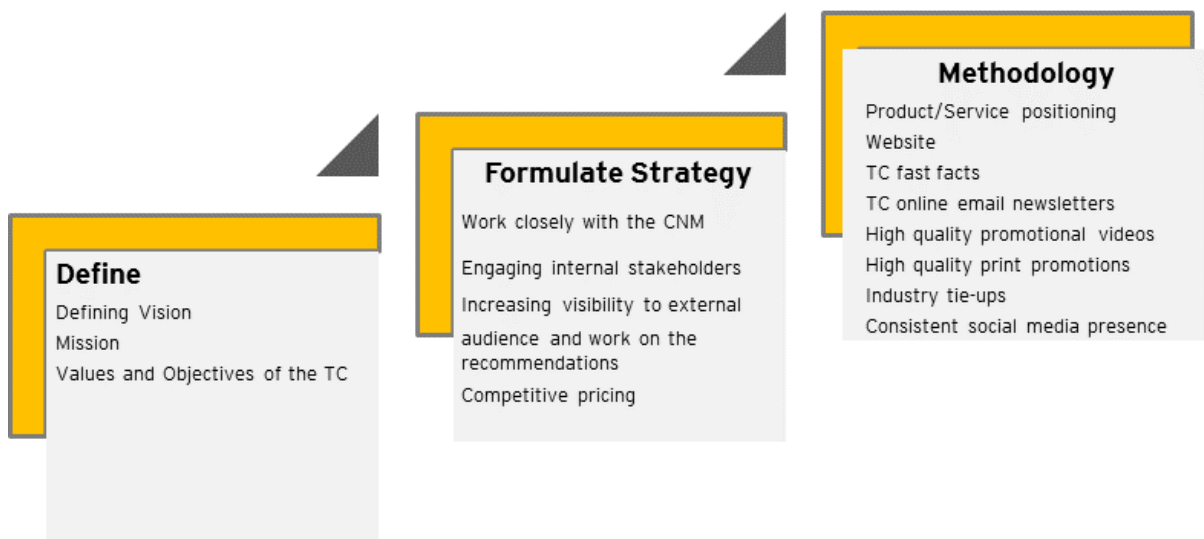 Define
Defining Vision
Mission
Values and Objectives of the TC
Formulate Strategy
Work closely with the CNM
Engaging internal stakeholders
Increasing visibility to external
audience and work on the
recommendations
Competitive pricing
Methodology
Product/Service positioning
Website
TC fast facts
TC online email newsletters
High quality promotional videos
High quality print promotions
Industry tie-ups
Consistent social media presence